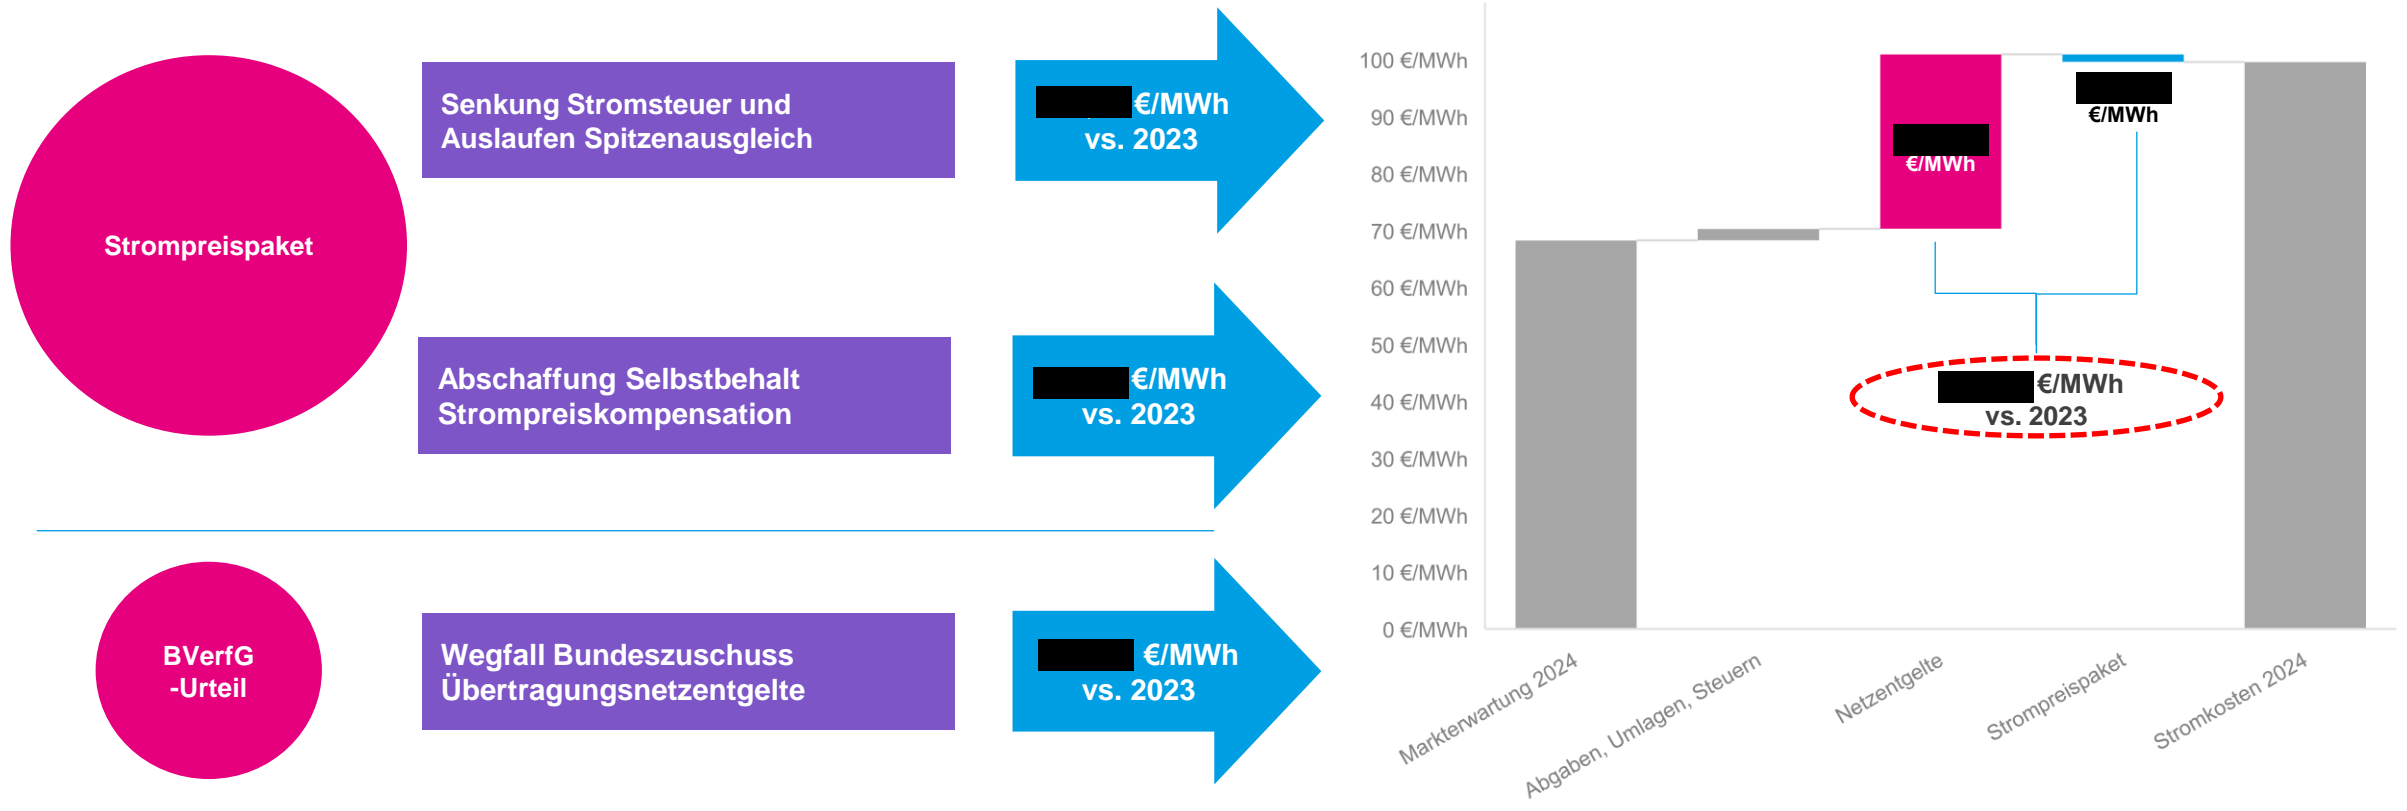 Strompreispaket
Senkung Stromsteuer und
Auslaufen Spitzenausgleich
€/MWh
vs. 2023
Abschaffung Selbstbehalt
Strompreiskompensation
€/MWh
vs. 2023
BVerfG
-Urteil
Wegfall Bundeszuschuss
Übertragungsnetzentgelte
€/MWh
vs. 2023
100 €/MWh
90 €/MWh
80 €/MWh
70 €/MWh
60 €/MWh
50 €/MWh
40 €/MWh
30 €/MWh
20 €/MWh
10 €/MWh
0 €/MWh
€/MWh
€/MWh
€/MWh
vs. 2023
Markterwartung 2024
Abgaben, Umlagen, Steuern
Netzentgelte
Strompreispaket
Stromkosten 2024